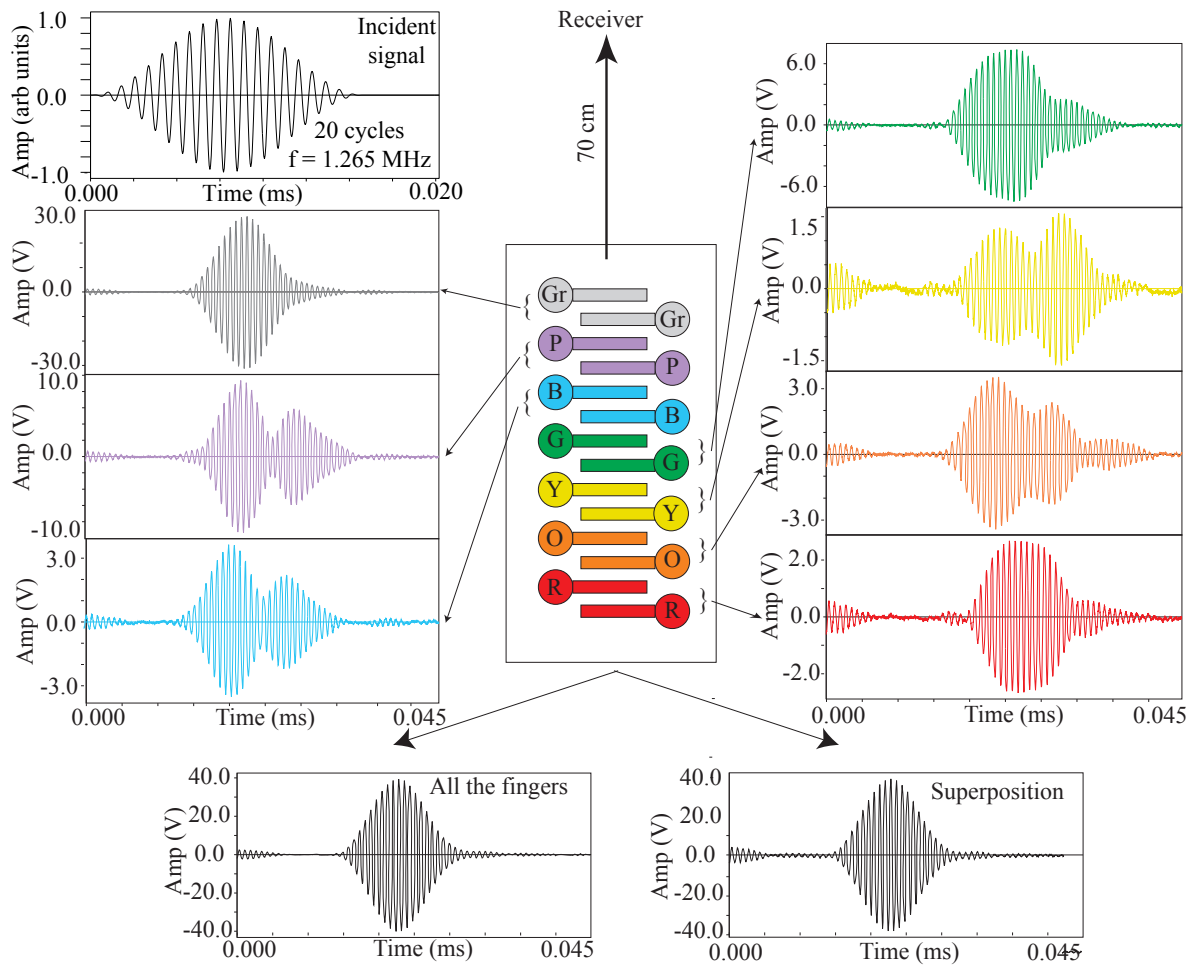 Receiver
70 cm
Incident
signal
20 cycles
f = 1.265 MHz
Amp (arb units)
1.0
0.0
-1.0
0.000
Time (ms)
0.020
Amp (V)
30.0
0.0
-30.0
Amp (V)
10.0
0.0
-10.0
Amp (V)
3.0
0.0
-3.0
0.000
Time (ms)
0.045
Gr
Gr
P
P
B
B
G
G
Y
Y
O
O
R
R
Amp (V)
6.0
0.0
-6.0
Amp (V)
1.5
0.0
-1.5
Amp (V)
3.0
0.0
-3.0
Amp (V)
2.0
0.0
-2.0
0.000
Time (ms)
0.045
All the fingers
Amp (V)
40.0
20.0
0.0
-20.0
-40.0
0.000
Time (ms)
0.045
Superposition
Amp (V)
40.0
20.0
0.0
-20.0
-40.0
0.000
Time (ms)
0.045